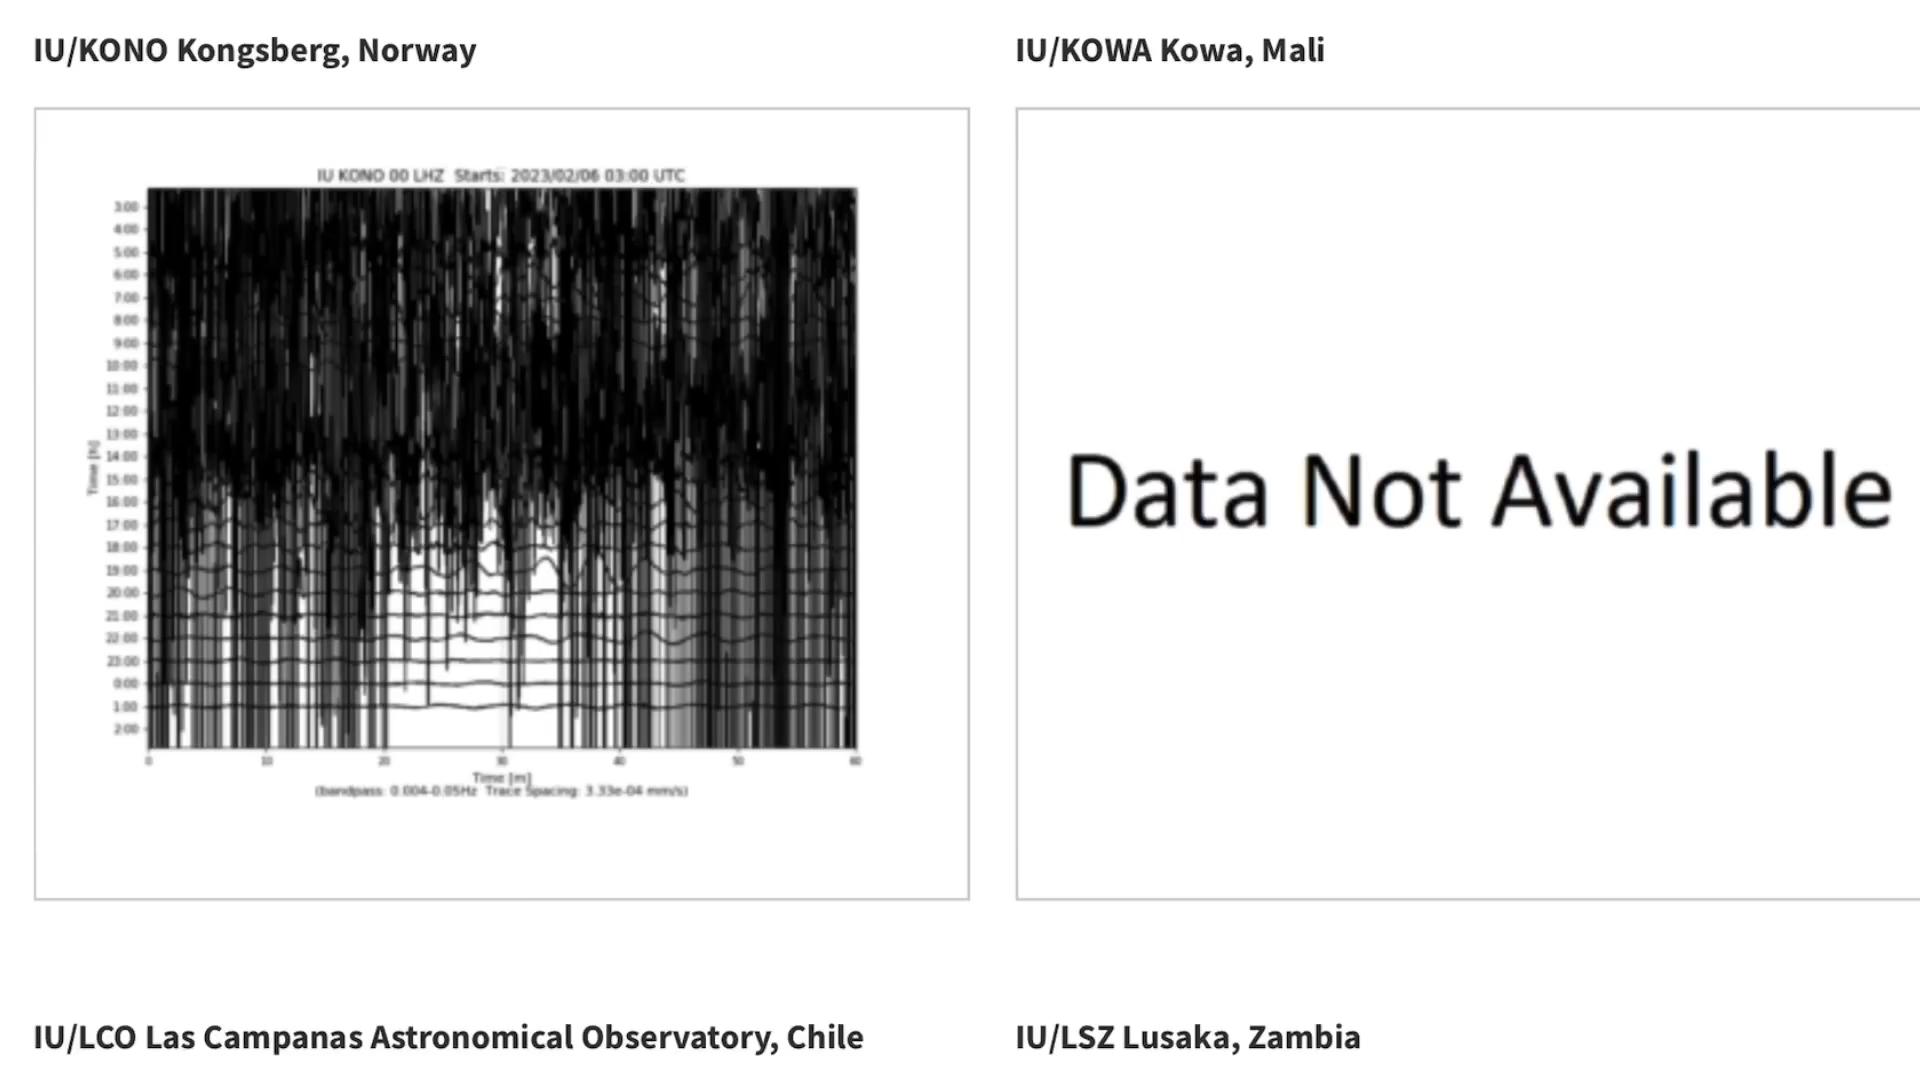 IU/KONO Kongsberg, Norway
IU/KOWA Kowa, Mali
IU KONO 00 LHZ Starts: 2023/02/06 03:00 UTC
3:00
4:00
5:00
6:00
7:00
8:00
9:00
10:00
11:00
12:00
13:00
14:00
15:00
16:00
17:00
18:00
19:00
20:00
21:00
22:00
23:00
0:00
1:00
2:00
Time [h]
0 10 20 30 40 50 60
Time [m]
(bandpass: 0.004-0.05Hz Trace Spacing: 3.33e-04 mm/s)
Data Not Available
IU/LCO Las Campanas Astronomical Observatory, Chile
IU/LSZ Lusaka, Zambia